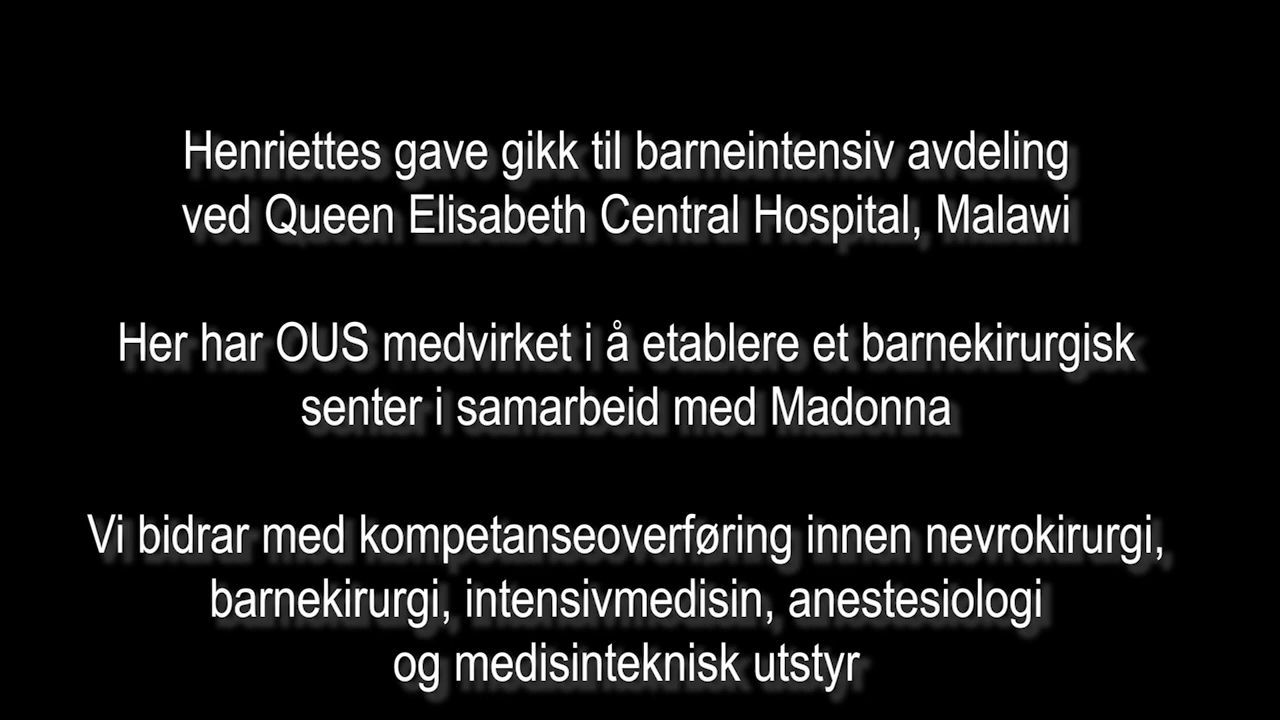 Henriettes gave gikk til barneintensiv avdeling
ved Queen Elisabeth Central Hospital, Malawi
Her har OUS medvirket i å etablere et barnekirurgisk
senter i samarbeid med Madonna
Vi bidrar med kompetanseoverføring innen nevrokirurgi,
barnekirurgi, intensivmedisin, anestesiologi
og medisinteknisk utstyr